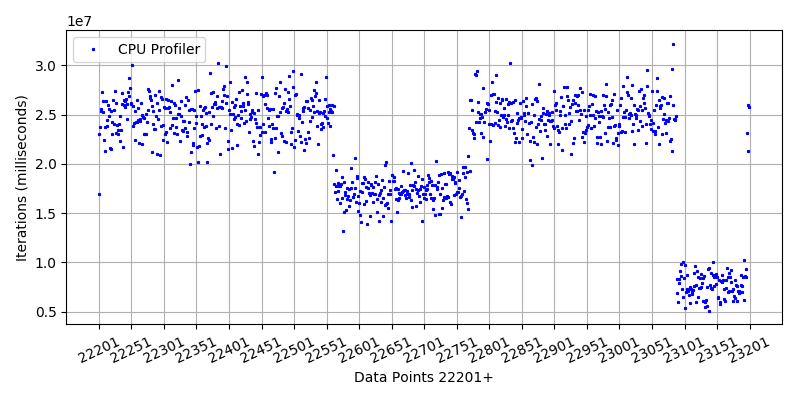 1e7
CPU Profiler
3.0
2.5
2.0
1.5
1.0
0.5
Iterations (milliseconds)
22201 22251 22301 22351 22401 22451 22501 22551 22601 22651 22701 22751 22801 22851 22901 22951 23001 23051 23101 23151 23201
Data Points 22201+